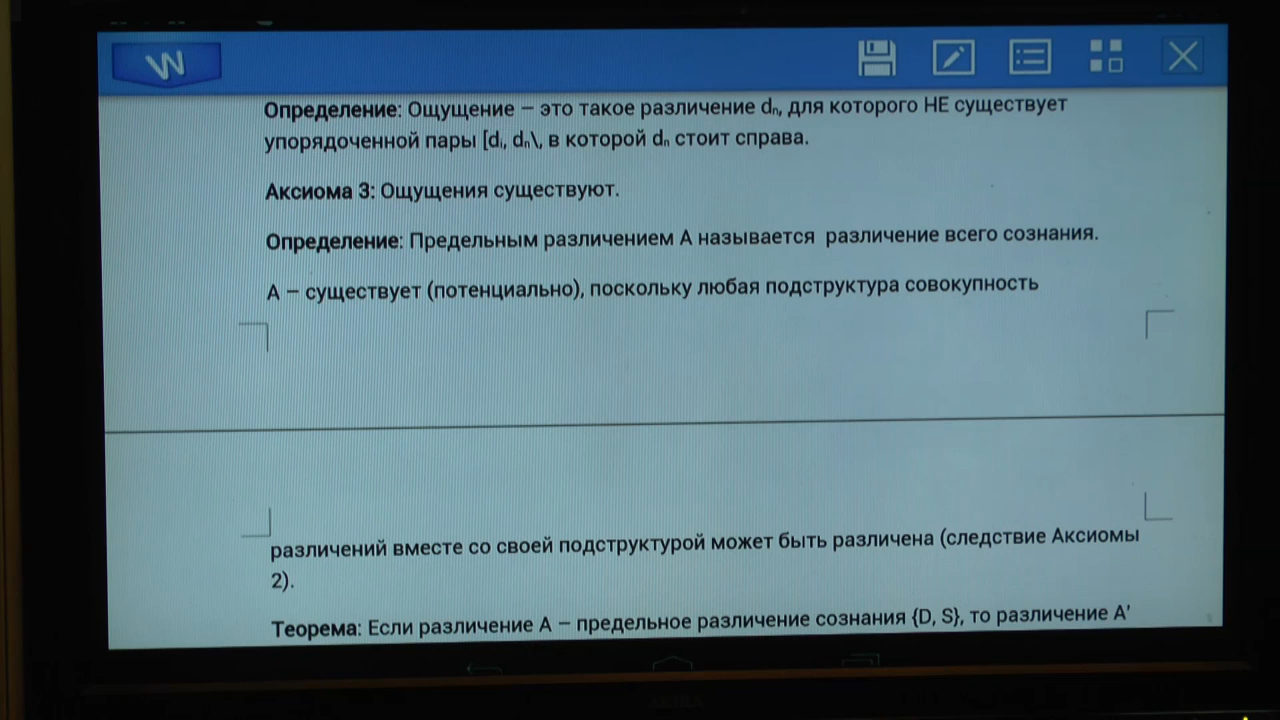 W
Определение: Ощущение – это такое различение dₙ, для которого НЕ существует
упорядоченной пары [dᵢ, dₙ\, в которой dₙ стоит справа.
Аксиома 3: Ощущения существуют.
Определение: Предельным различением А называется различение всего сознания.
А – существует (потенциально), поскольку любая подструктура совокупность
различений вместе со своей подструктурой может быть различена (следствие Аксиомы
2).
Теорема: Если различение А – предельное различение сознания {D, S}, то различение А'